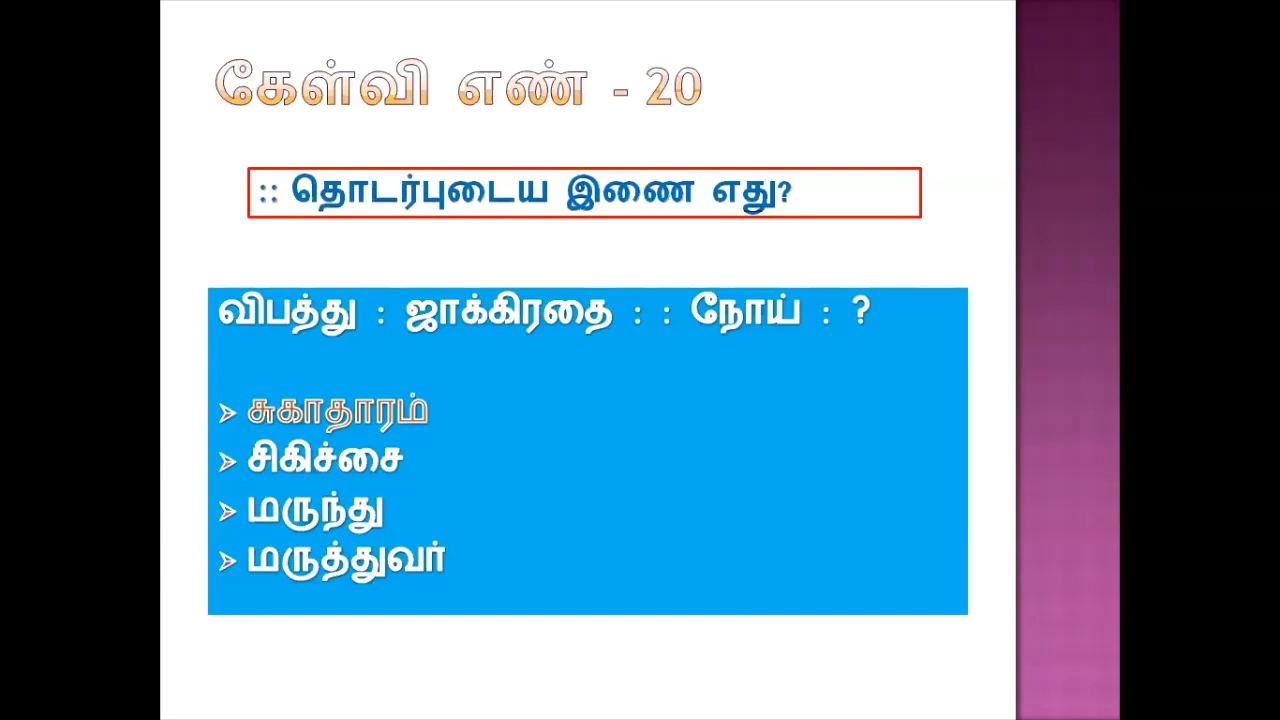 கேள்வி எண் - 20
:: தொடர்புடைய இணை எது?
விபத்து : ஜாக்கிரதை : : நோய் : ?
➢ சுகாதாரம்
➢ சிகிச்சை
➢ மருந்து
➢ மருத்துவர்